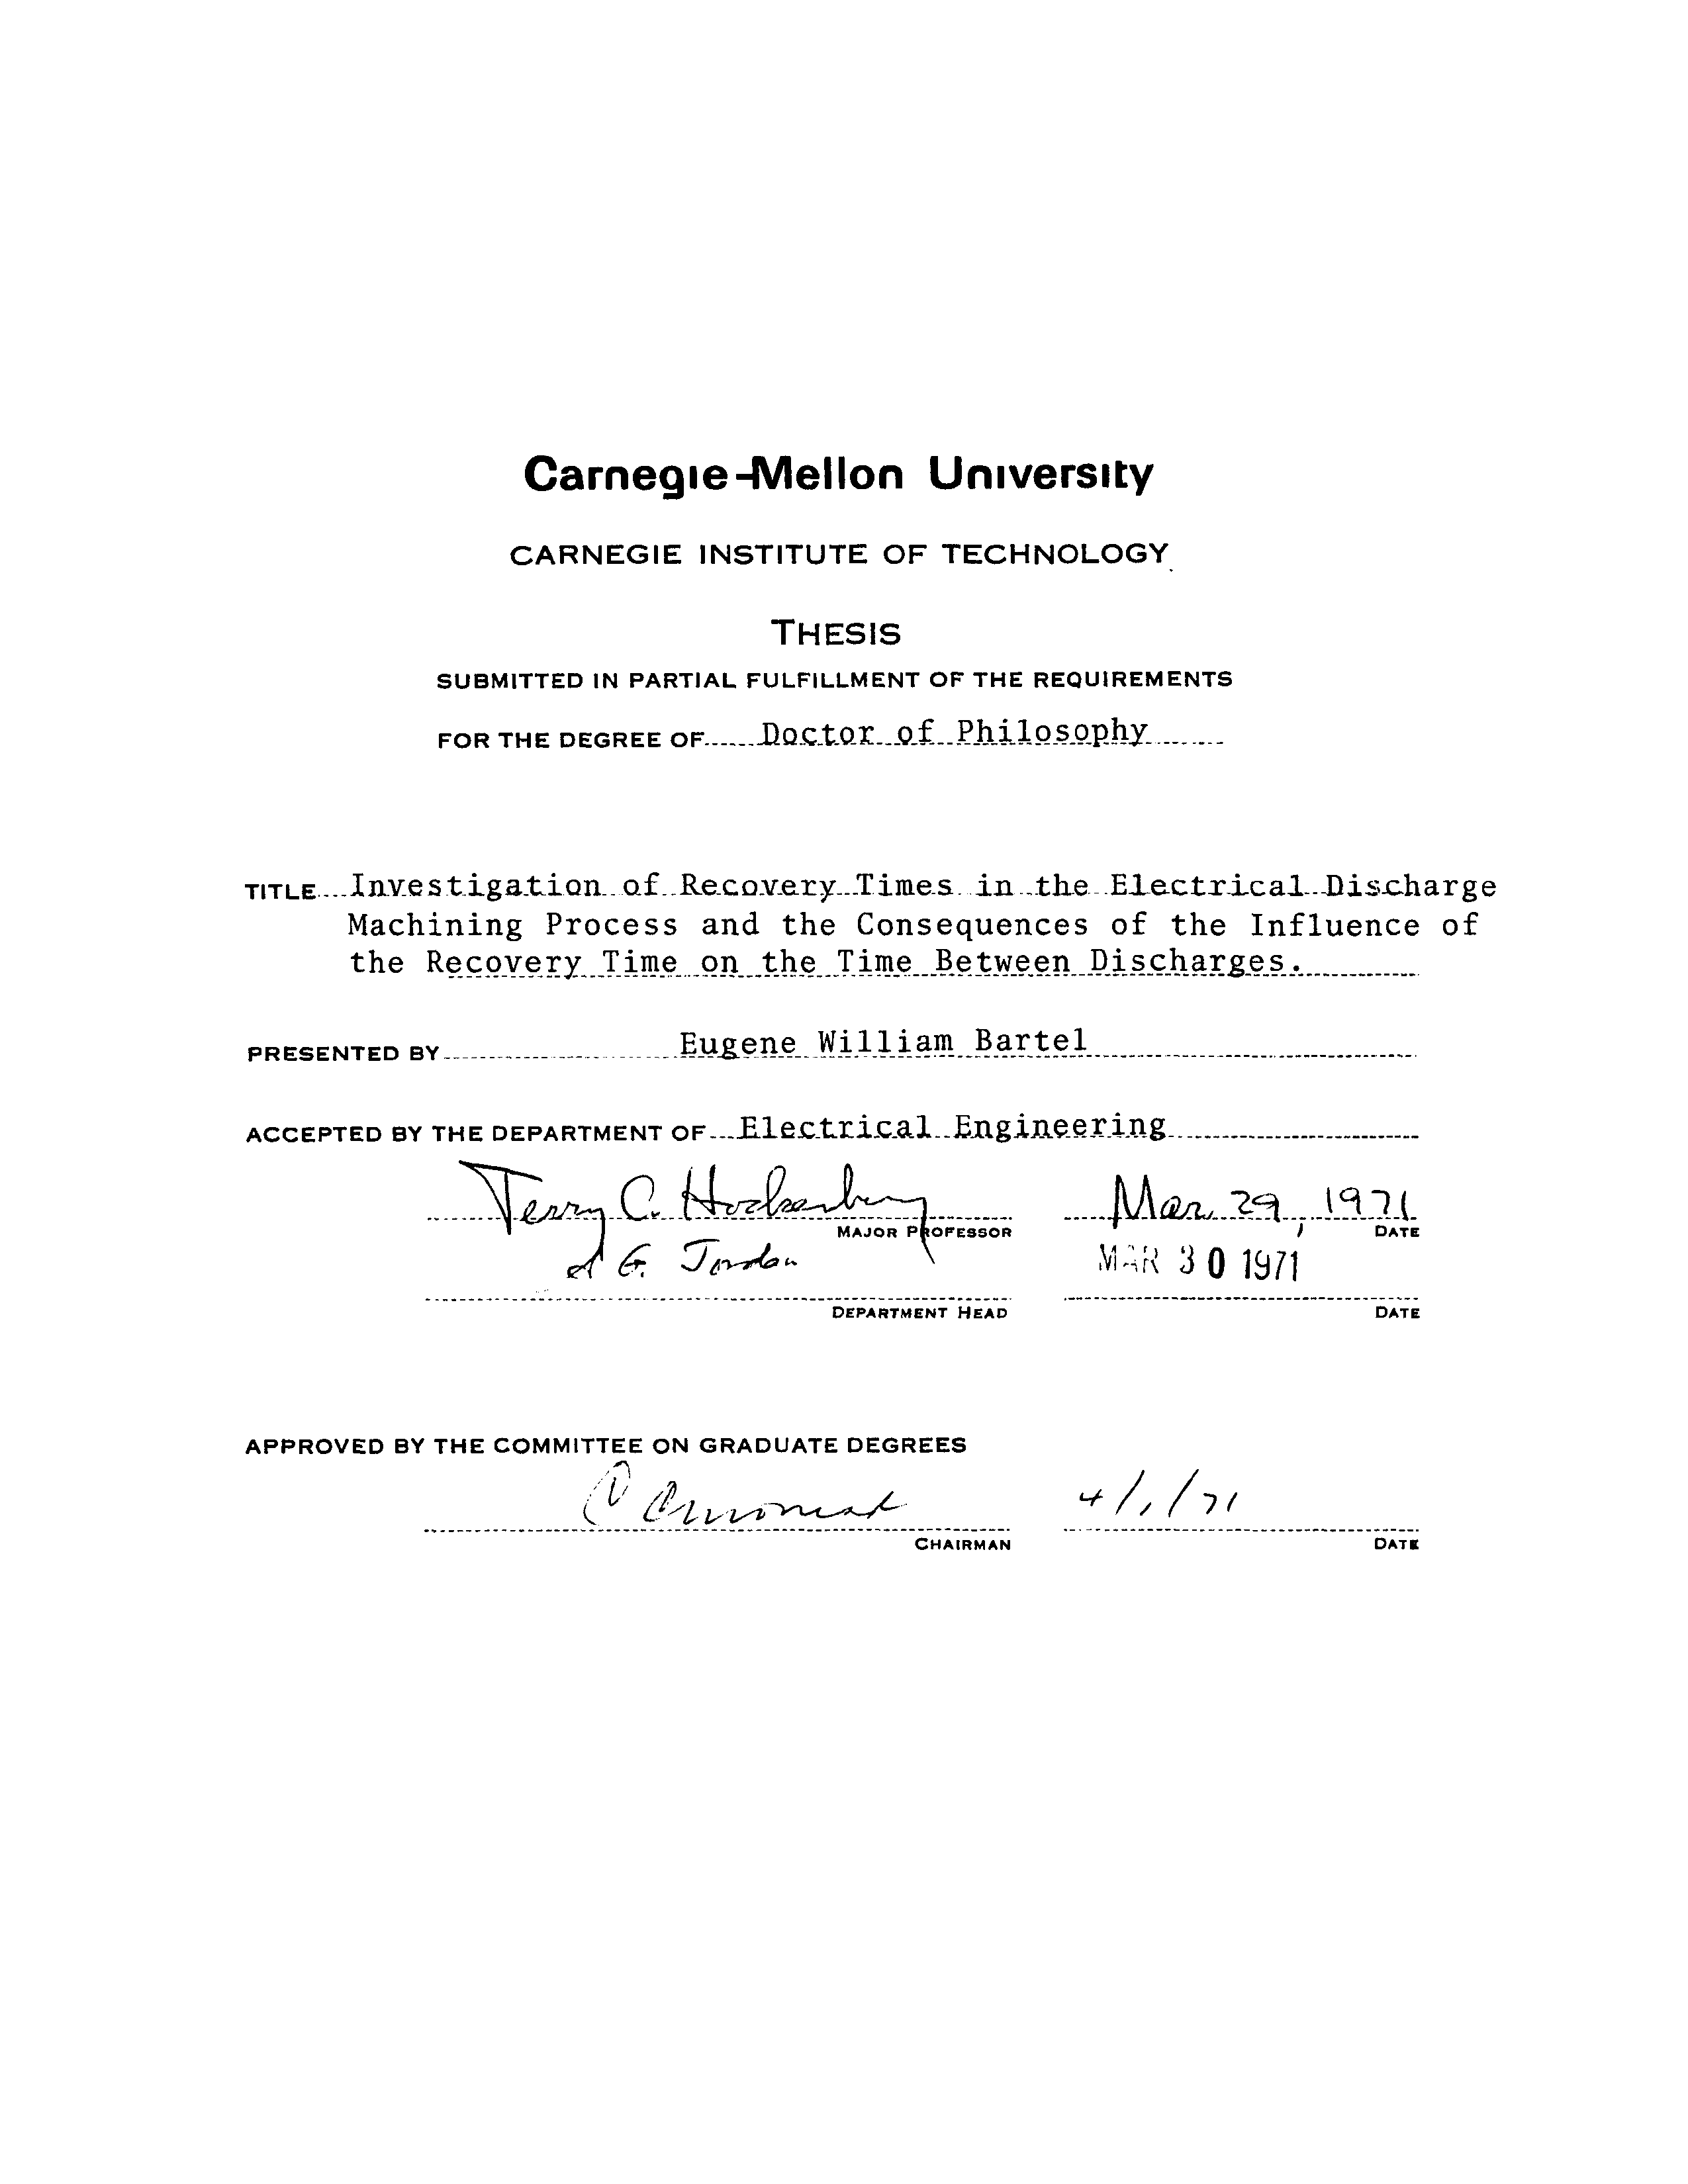 Carnegie-Mellon University
CARNEGIE INSTITUTE OF TECHNOLOGY
THESIS
SUBMITTED IN PARTIAL FULFILLMENT OF THE REQUIREMENTS
FOR THE DEGREE OF Doctor of Philosophy
TITLE Investigation of Recovery Times in the Electrical Discharge
Machining Process and the Consequences of the Influence of
the Recovery Time on the Time Between Discharges.
PRESENTED BY Eugene William Bartel
ACCEPTED BY THE DEPARTMENT OF Electrical Engineering
Terry C. Mar 29, 1971
MAJOR PROFESSOR DATE
G. Jordan MAR 30 1971
DEPARTMENT HEAD DATE
APPROVED BY THE COMMITTEE ON GRADUATE DEGREES
4/1/71
CHAIRMAN DATE